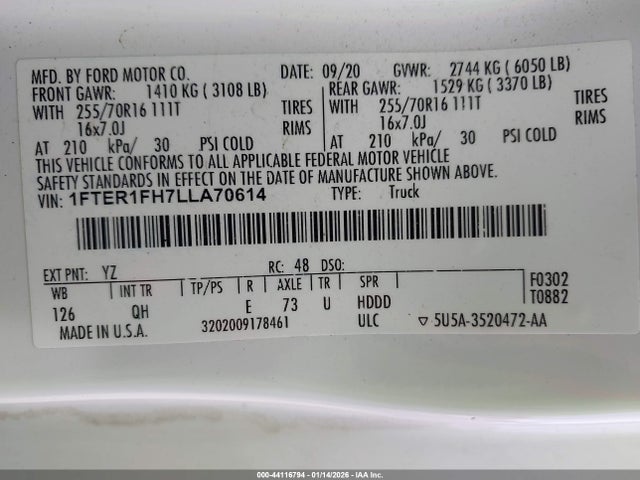 MFD. BY FORD MOTOR CO. DATE: 09/20 GVWR: 2744 KG ( 6050 LB)
FRONT GAWR: 1410 KG ( 3108 LB) REAR GAWR: 1529 KG ( 3370 LB)
WITH 255/70R16 111T TIRES 255/70R16 111T TIRES
16x7.0J RIMS WITH 16x7.0J RIMS
AT 210 kPa/ 30 PSI COLD AT 210 kPa/ 30 PSI COLD
THIS VEHICLE CONFORMS TO ALL APPLICABLE FEDERAL MOTOR VEHICLE
SAFETY STANDARDS IN EFFECT ON THE DATE OF MANUFACTURE SHOWN ABOVE.
VIN: 1FTER1FH7LLA70614 TYPE: Truck
EXT PNT: YZ RC: 48 DSO:
WB INT TR TP/PS R AXLE TR SPR F0302
126 QH E 73 U HDDD T0882
MADE IN U.S.A. 3202009178461 ULC ▽ 5U5A-3520472-AA
000-44116794 - 01/14/2026 - IAA Inc.